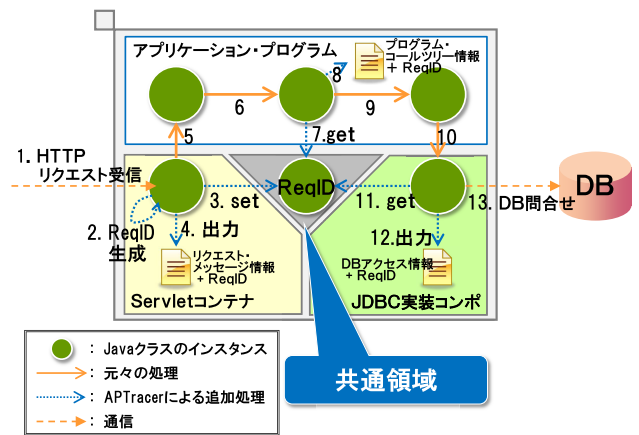 アプリケーション・プログラム
プログラム・
コールツリー情報
+ ReqID
8
6
9
5
7.get
10
1. HTTP
リクエスト受信
ReqID
3. set
11. get
13. DB問合せ
DB
2. ReqID
生成
4. 出力
12.出力
リクエスト・
メッセージ情報
+ ReqID
DBアクセス情報
+ ReqID
Servletコンテナ
JDBC実装コンポ
共通領域
: Javaクラスのインスタンス
: 元々の処理
: APTracerによる追加処理
: 通信